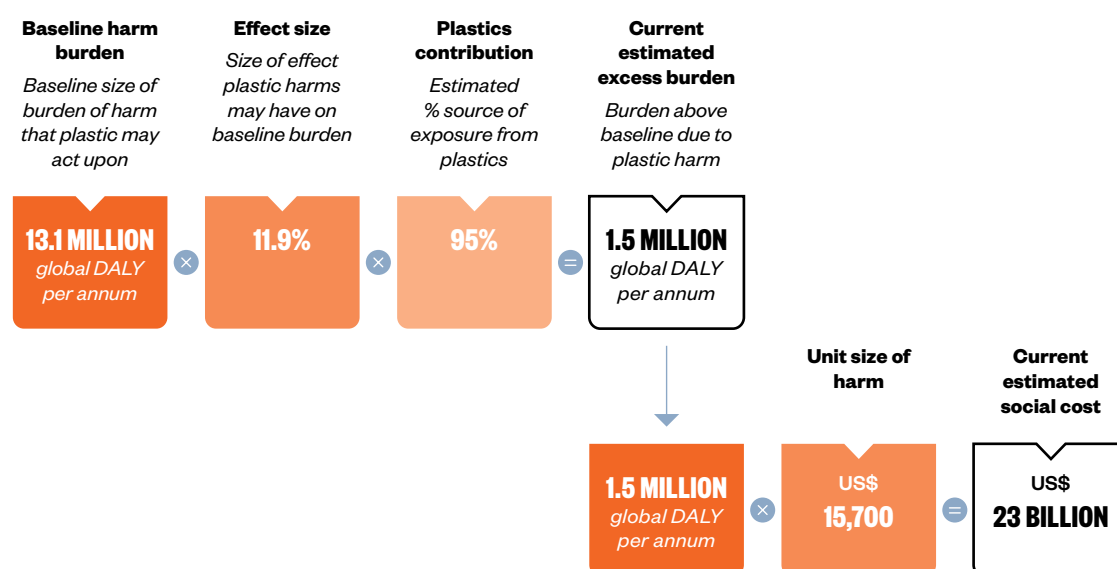 Baseline harm
burden
Baseline size of
burden of harm
that plastic may
act upon
Effect size
Size of effect
plastic harms
may have on
baseline burden
Plastics
contribution
Estimated
% source of
exposure from
plastics
Current
estimated
excess burden
Burden above
baseline due to
plastic harm
13.1 MILLION
global DALY
per annum
×
11.9%
×
95%
=
1.5 MILLION
global DALY
per annum
Unit size of
harm
Current
estimated
social cost
1.5 MILLION
global DALY
per annum
×
US$
15,700
=
US$
23 BILLION